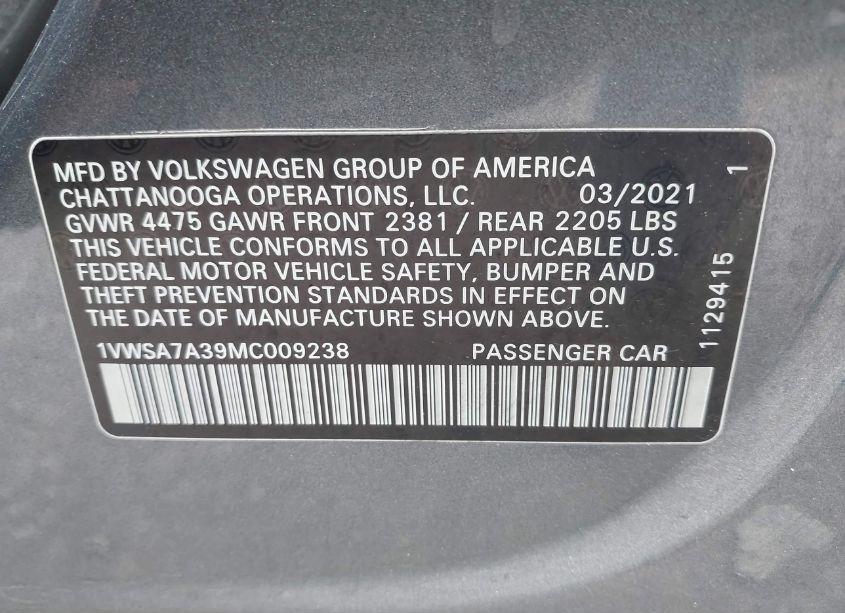 MFD BY VOLKSWAGEN GROUP OF AMERICA
CHATTANOOGA OPERATIONS, LLC. 03/2021
GVWR 4475 GAWR FRONT 2381 / REAR 2205 LBS
THIS VEHICLE CONFORMS TO ALL APPLICABLE U.S.
FEDERAL MOTOR VEHICLE SAFETY, BUMPER AND
THEFT PREVENTION STANDARDS IN EFFECT ON
THE DATE OF MANUFACTURE SHOWN ABOVE.
1VWSA7A39MC009238 PASSENGER CAR
1129415 1